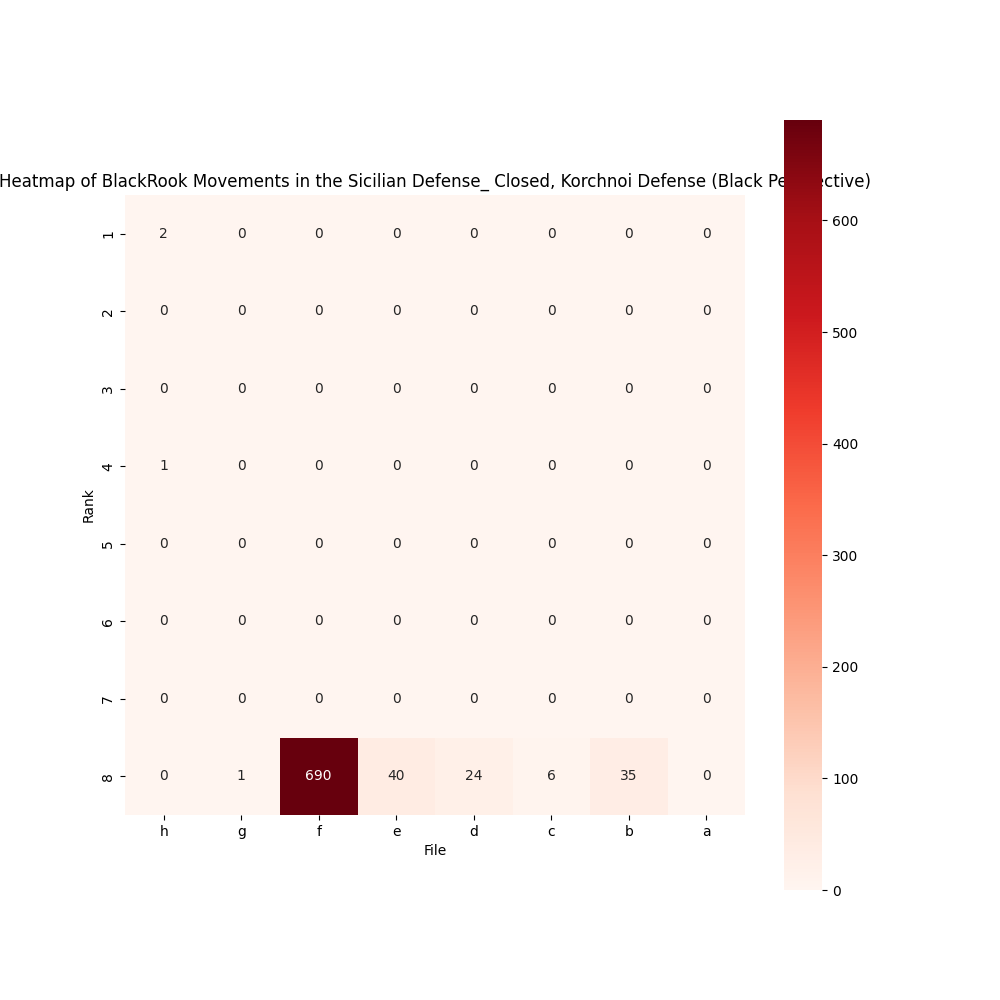 Heatmap of BlackRook Movements in the Sicilian Defense_ Closed, Korchnoi Defense (Black Pe ective)
1 2 0 0 0 0 0 0 0
2 0 0 0 0 0 0 0 0
3 0 0 0 0 0 0 0 0
4 1 0 0 0 0 0 0 0
Rank
5 0 0 0 0 0 0 0 0
6 0 0 0 0 0 0 0 0
7 0 0 0 0 0 0 0 0
8 0 1 690 40 24 6 35 0
h g f e d c b a
File
600
500
400
300
200
100
0